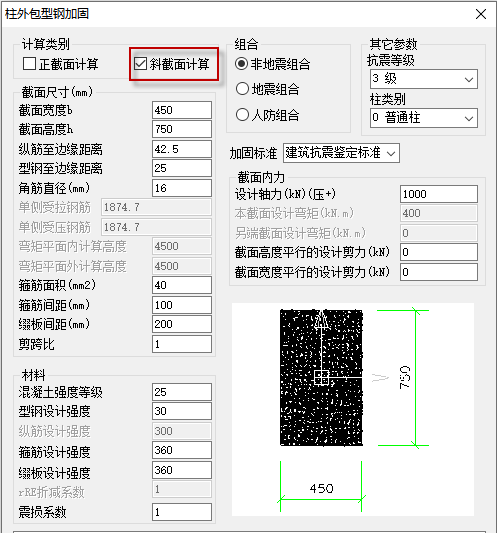 柱外包型钢加固
计算类别
正截面计算 斜截面计算
截面尺寸(mm)
截面宽度b 450
截面高度h 750
纵筋至边缘距离 42.5
型钢至边缘距离 25
角筋直径(mm) 16
单侧受拉钢筋 1874.7
单侧受压钢筋 1874.7
弯矩平面内计算高度 4500
弯矩平面外计算高度 4500
箍筋面积(mm2) 40
箍筋间距(mm) 100
缀板间距(mm) 200
剪跨比 1
材料
混凝土强度等级 25
型钢设计强度 30
纵筋设计强度 300
箍筋设计强度 360
缀板设计强度 360
rRE折减系数 1
震损系数 1
组合
非地震组合
地震组合
人防组合
其它参数
抗震等级
3 级
柱类别
0 普通柱
加固标准 建筑抗震鉴定标准
截面内力
设计轴力(kN)(压+) 1000
本截面设计弯矩(kN.m) 400
另端截面设计弯矩(kN.m) 0
截面高度平行的设计剪力(kN) 0
截面宽度平行的设计剪力(kN) 0
750
450